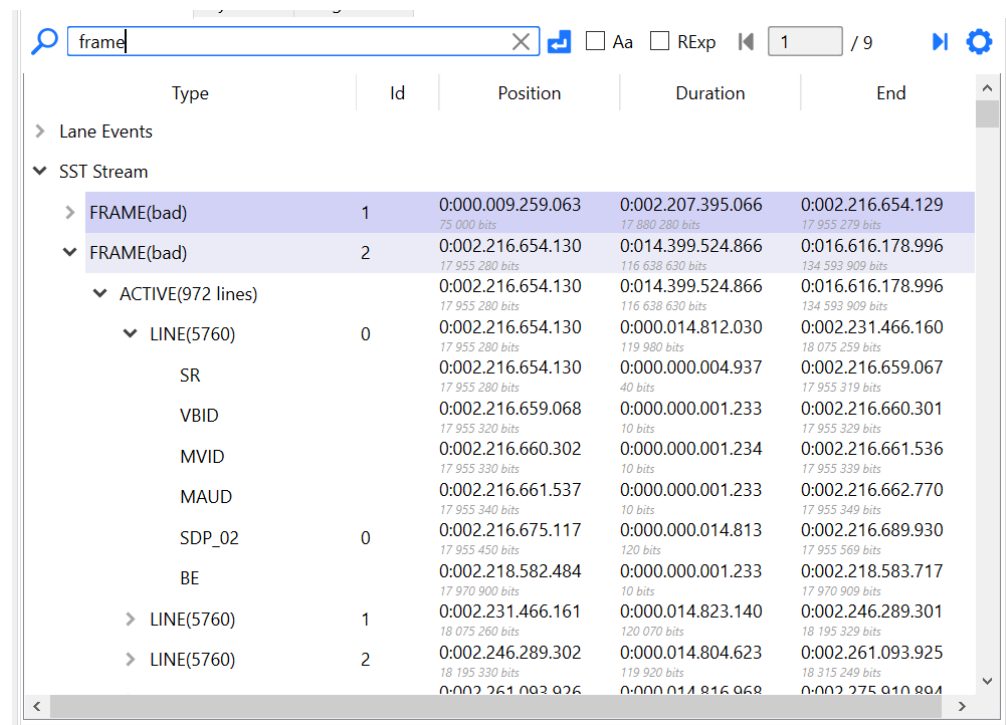 frame
Aa
RExp
1
/ 9
Type Id Position Duration End
Lane Events
SST Stream
FRAME(bad) 1 0:000.009.259.063 0:002.207.395.066 0:002.216.654.129
75 000 bits 17 880 280 bits 17 955 279 bits
FRAME(bad) 2 0:002.216.654.130 0:014.399.524.866 0:016.616.178.996
17 955 280 bits 116 638 630 bits 134 593 909 bits
ACTIVE(972 lines) 0:002.216.654.130 0:014.399.524.866 0:016.616.178.996
17 955 280 bits 116 638 630 bits 134 593 909 bits
LINE(5760) 0 0:002.216.654.130 0:000.014.812.030 0:002.231.466.160
17 955 280 bits 119 980 bits 18 075 259 bits
SR 0:002.216.654.130 0:000.000.004.937 0:002.216.659.067
17 955 280 bits 40 bits 17 955 319 bits
VBID 0:002.216.659.068 0:000.000.001.233 0:002.216.660.301
17 955 320 bits 10 bits 17 955 329 bits
MVID 0:002.216.660.302 0:000.000.001.234 0:002.216.661.536
17 955 330 bits 10 bits 17 955 339 bits
MAUD 0:002.216.661.537 0:000.000.001.233 0:002.216.662.770
17 955 340 bits 10 bits 17 955 349 bits
SDP_02 0 0:002.216.675.117 0:000.000.014.813 0:002.216.689.930
17 955 450 bits 120 bits 17 955 569 bits
BE 0:002.218.582.484 0:000.000.001.233 0:002.218.583.717
17 970 900 bits 10 bits 17 970 909 bits
LINE(5760) 1 0:002.231.466.161 0:000.014.823.140 0:002.246.289.301
18 075 260 bits 120 070 bits 18 195 329 bits
LINE(5760) 2 0:002.246.289.302 0:000.014.804.623 0:002.261.093.925
18 195 330 bits 119 920 bits 18 315 249 bits
0:002.261.093.926 0:000.014.816.968 0:002.275.910.894